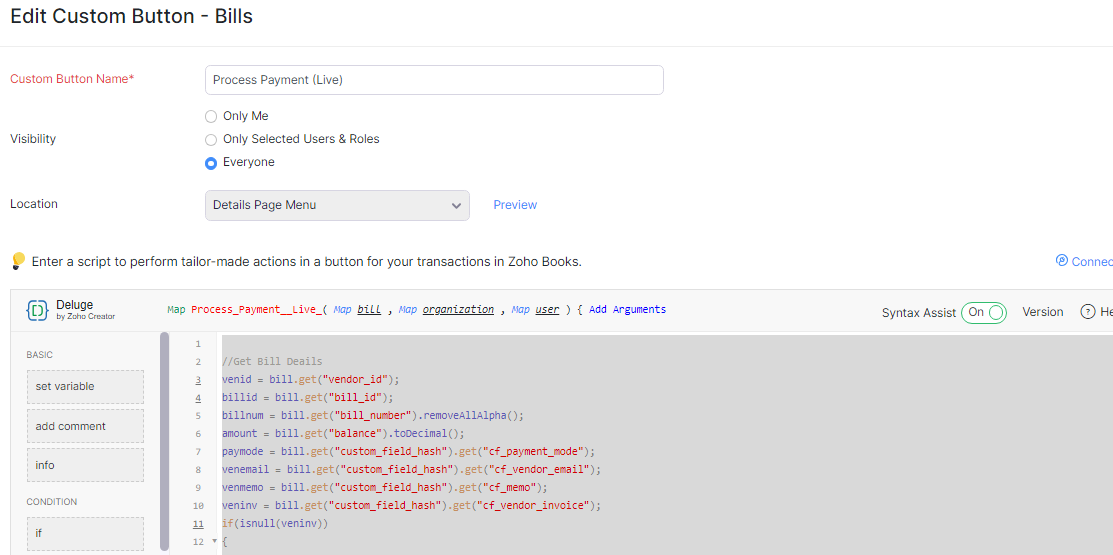 Edit Custom Button - Bills
Custom Button Name*
Process Payment (Live)
Visibility
Only Me
Only Selected Users & Roles
Everyone
Location
Details Page Menu
Preview
Enter a script to perform tailor-made actions in a button for your transactions in Zoho Books.
Connec
Deluge
by Zoho Creator
Map Process_Payment__Live_( Map bill , Map organization , Map user ) { Add Arguments
Syntax Assist On
Version
? He
BASIC
set variable
add comment
info
CONDITION
if
1
2 //Get Bill Deails
3 venid = bill.get("vendor_id");
4 billid = bill.get("bill_id");
5 billnum = bill.get("bill_number").removeAllAlpha();
6 amount = bill.get("balance").toDecimal();
7 paymode = bill.get("custom_field_hash").get("cf_payment_mode");
8 venemail = bill.get("custom_field_hash").get("cf_vendor_email");
9 venmemo = bill.get("custom_field_hash").get("cf_memo");
10 veninv = bill.get("custom_field_hash").get("cf_vendor_invoice");
11 if(isnull(veninv))
12 {